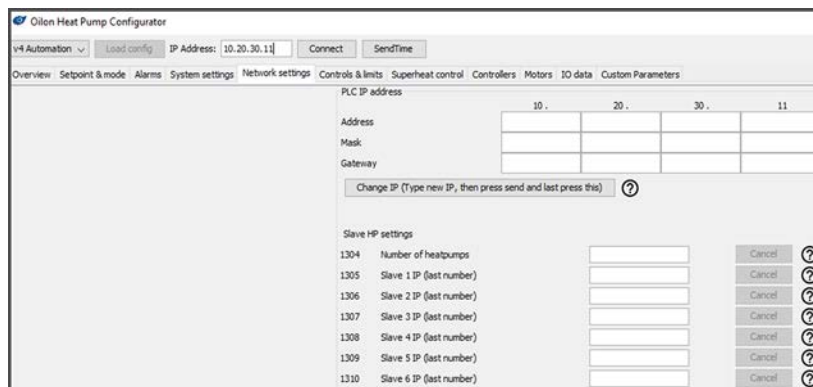 Oilon Heat Pump Configurator
v4 Automation Load config IP Address: 10.20.30.11 Connect SendTime
Overview Setpoint & mode Alarms System settings Network settings Controls & limits Superheat control Controllers Motors IO data Custom Parameters
PLC IP address
10 . 20 . 30 . 11
Address
Mask
Gateway
Change IP (Type new IP, then press send and last press this) ?
Slave HP settings
1304 Number of heatpumps Cancel ?
1305 Slave 1 IP (last number) Cancel ?
1306 Slave 2 IP (last number) Cancel ?
1307 Slave 3 IP (last number) Cancel ?
1308 Slave 4 IP (last number) Cancel ?
1309 Slave 5 IP (last number) Cancel ?
1310 Slave 6 IP (last number) Cancel ?